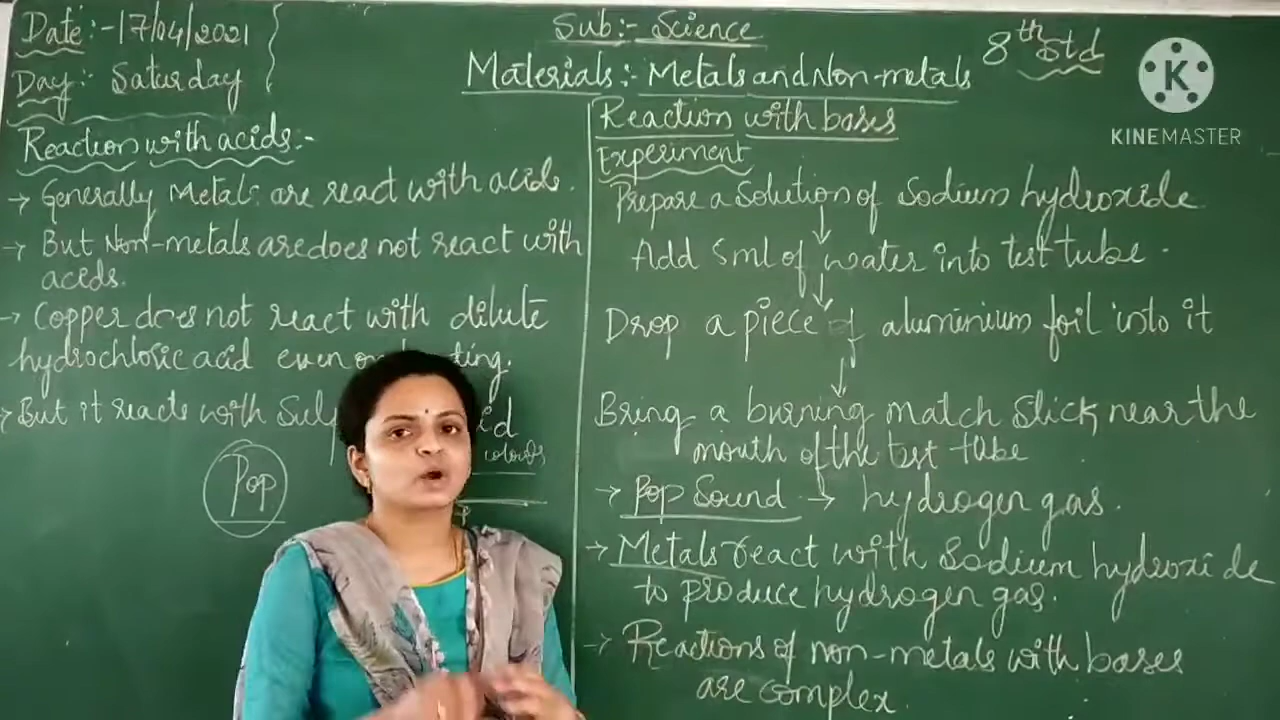 Date:-17/04/2021
Day:- Saturday
Sub:- Science
8th Std
Materials:- Metals and Non-metals
KINEMASTER
Reaction with acids:-
→ Generally Metals are react with acid.
→ But Non-metals are does not react with
acids.
→ Copper does not react with dilute
hydrochloric acid even on
→ But it reacts with
Pop
Reaction with bases
Experiment
Prepare a Solution of Sodium hydroxide
Add 5ml of water into test tube.
Drop a piece of aluminium foil into it
Bring a burning match stick near the
mouth of the test tube
→ Pop Sound → hydrogen gas.
→ Metals react with Sodium hydroxide
to produce hydrogen gas.
→ Reactions of non-metals with bases
are complex.